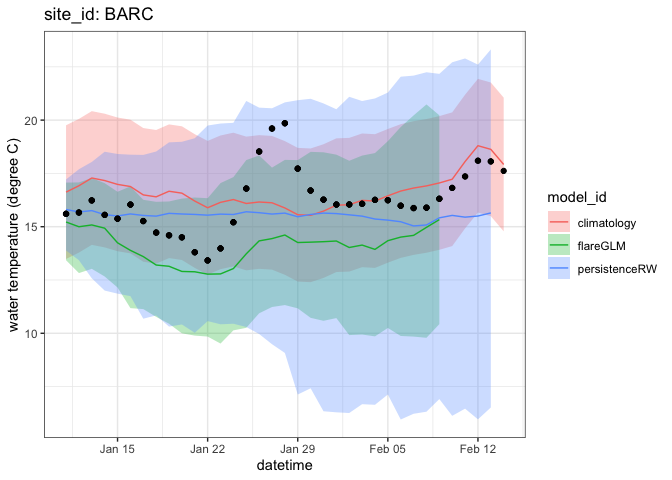 site_id: BARC
water temperature (degree C)
20
15
10
Jan 15
Jan 22
Jan 29
Feb 05
Feb 12
datetime
model_id
climatology
flareGLM
persistenceRW